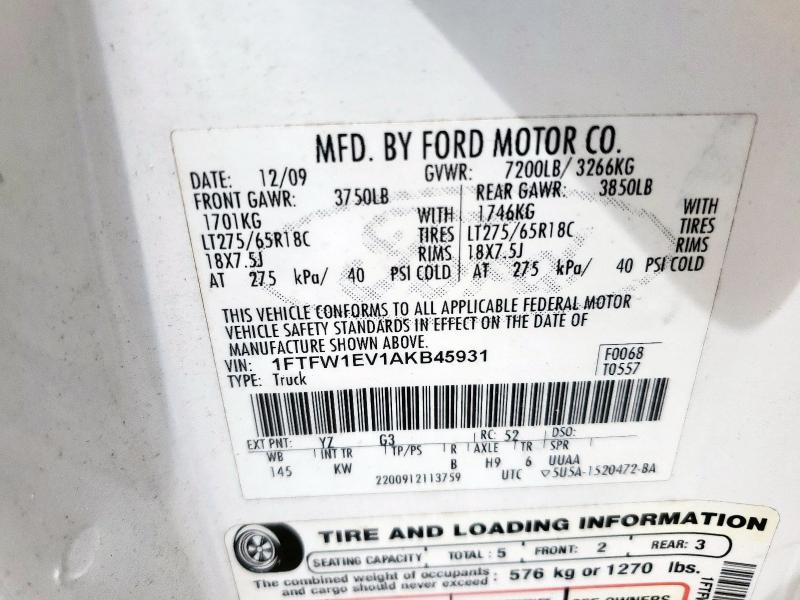 MFD. BY FORD MOTOR CO.
DATE: 12/09 GVWR: 7200LB/ 3266KG
FRONT GAWR: 3750LB REAR GAWR: 3850LB
1701KG WITH 1746KG WITH
LT275/65R18C TIRES LT275/65R18C TIRES
18X7.5J RIMS 18X7.5J RIMS
AT 275 kPa/ 40 PSI COLD AT 275 kPa/ 40 PSI COLD
THIS VEHICLE CONFORMS TO ALL APPLICABLE FEDERAL MOTOR
VEHICLE SAFETY STANDARDS IN EFFECT ON THE DATE OF
MANUFACTURE SHOWN ABOVE.
VIN: 1FTFW1EV1AKB45931 F0068
TYPE: Truck T0557
EXT PNT: YZ G3 RC: 52 DSO:
WB INT TR TP/PS R AXLE TR SPR
145 KW B H9 6 UUAA
2200912113759 UTC ▽5U5A-1520472-BA
TIRE AND LOADING INFORMATION
SEATING CAPACITY TOTAL : 5 FRONT: 2 REAR: 3
The combined weight of occupants : 576 kg or 1270 lbs.
and cargo should never exceed :
OWNERS